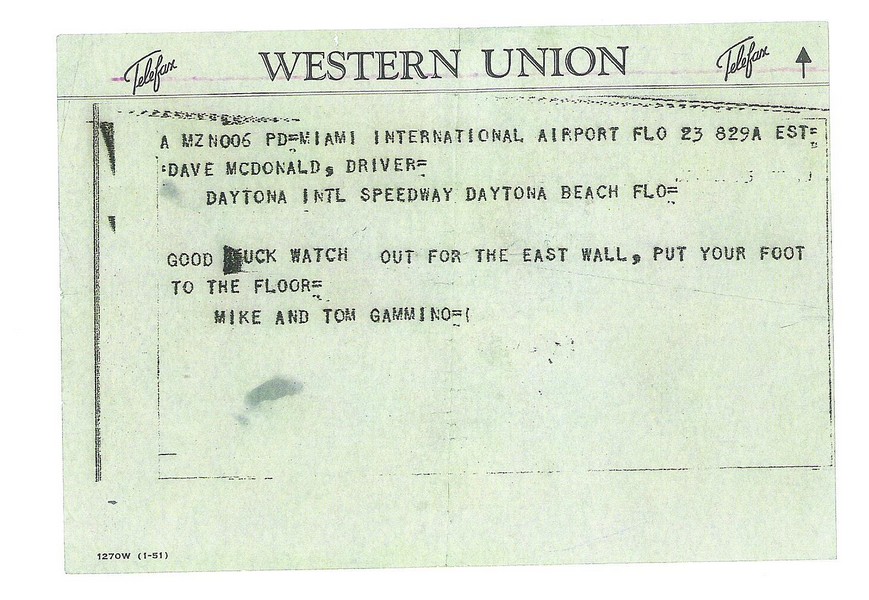 Telefax WESTERN UNION Telefax
A MZN006 PD=MIAMI INTERNATIONAL AIRPORT FLO 23 829A EST=
:DAVE MCDONALD, DRIVER=
DAYTONA INTL SPEEDWAY DAYTONA BEACH FLO=
GOOD LUCK WATCH OUT FOR THE EAST WALL, PUT YOUR FOOT
TO THE FLOOR=
MIKE AND TOM GAMMINO=(
1270W (1-51)